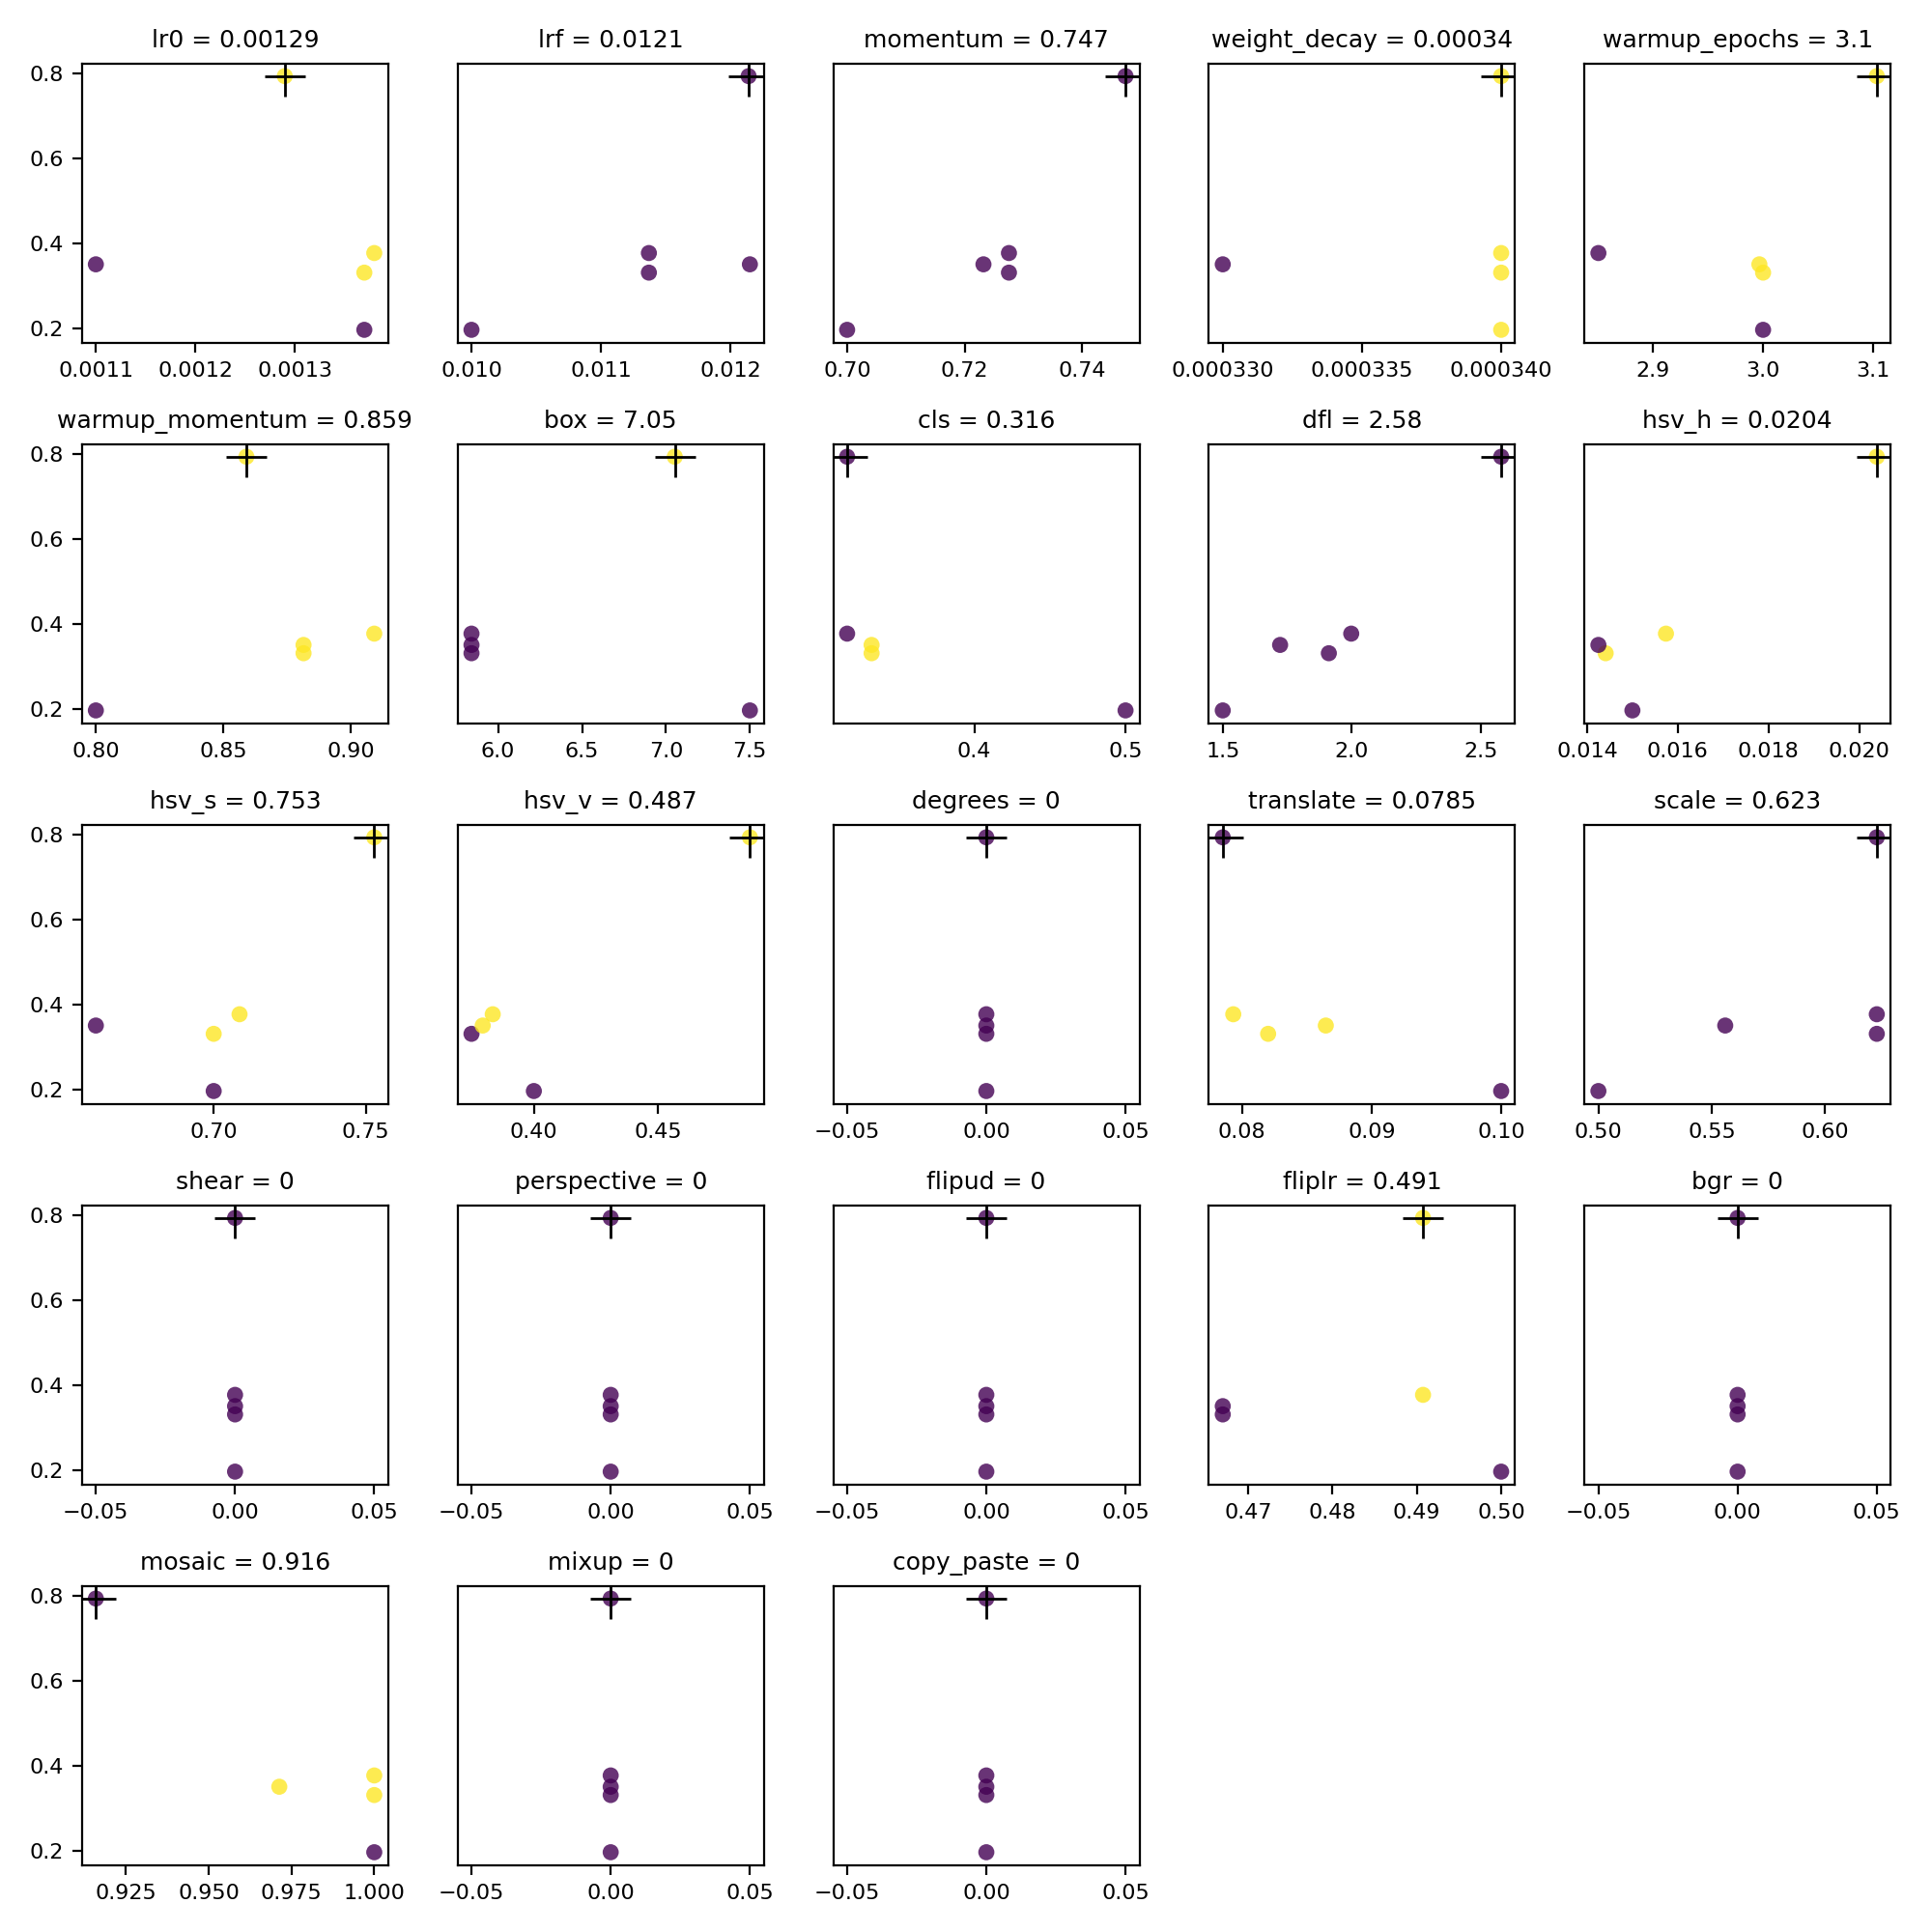 lr0 = 0.00129
lrf = 0.0121
momentum = 0.747
weight_decay = 0.00034
warmup_epochs = 3.1
0.8
0.6
0.4
0.2
0.0011 0.0012 0.0013
0.010 0.011 0.012
0.70 0.72 0.74
0.000330 0.000335 0.000340
2.9 3.0 3.1
warmup_momentum = 0.859
box = 7.05
cls = 0.316
dfl = 2.58
hsv_h = 0.0204
0.8
0.6
0.4
0.2
0.80 0.85 0.90
6.0 6.5 7.0 7.5
0.4 0.5
1.5 2.0 2.5
0.014 0.016 0.018 0.020
hsv_s = 0.753
hsv_v = 0.487
degrees = 0
translate = 0.0785
scale = 0.623
0.8
0.6
0.4
0.2
0.70 0.75
0.40 0.45
−0.05 0.00 0.05
0.08 0.09 0.10
0.50 0.55 0.60
shear = 0
perspective = 0
flipud = 0
fliplr = 0.491
bgr = 0
0.8
0.6
0.4
0.2
−0.05 0.00 0.05
−0.05 0.00 0.05
−0.05 0.00 0.05
0.47 0.48 0.49 0.50
−0.05 0.00 0.05
mosaic = 0.916
mixup = 0
copy_paste = 0
0.8
0.6
0.4
0.2
0.925 0.950 0.975 1.000
−0.05 0.00 0.05
−0.05 0.00 0.05